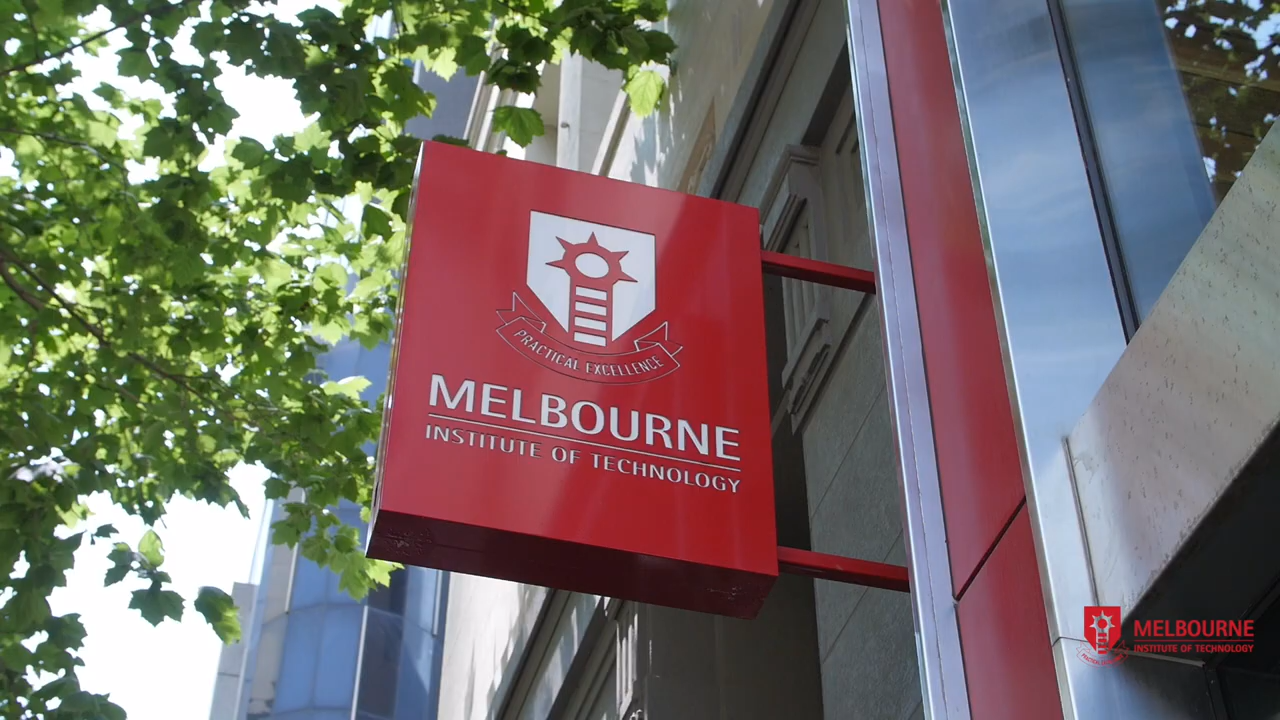 PRACTICAL EXCELLENCE
MELBOURNE
INSTITUTE OF TECHNOLOGY
MELBOURNE
INSTITUTE OF TECHNOLOGY